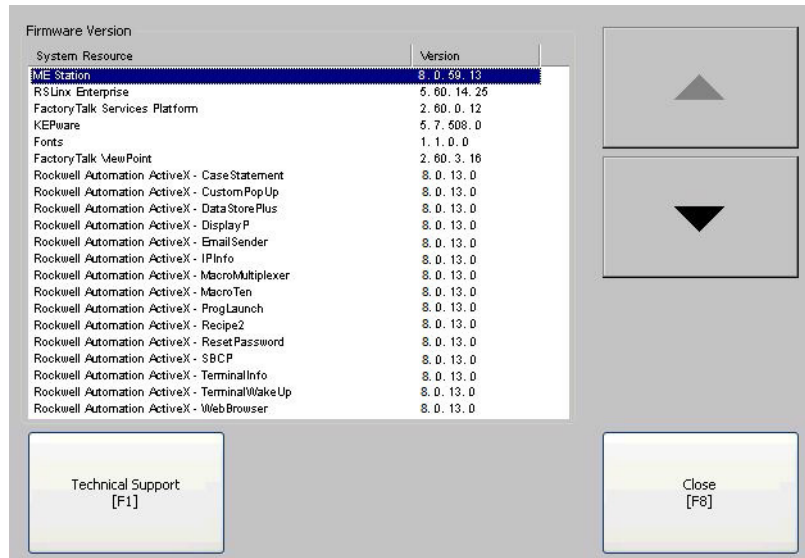 Firmware Version
System Resource Version
ME Station 8.0.59.13
RSLinx Enterprise 5.60.14.25
FactoryTalk Services Platform 2.60.0.12
KEPware 5.7.508.0
Fonts 1.1.0.0
FactoryTalk ViewPoint 2.60.3.16
Rockwell Automation ActiveX - CaseStatement 8.0.13.0
Rockwell Automation ActiveX - CustomPopUp 8.0.13.0
Rockwell Automation ActiveX - DataStorePlus 8.0.13.0
Rockwell Automation ActiveX - DisplayP 8.0.13.0
Rockwell Automation ActiveX - EmailSender 8.0.13.0
Rockwell Automation ActiveX - IPInfo 8.0.13.0
Rockwell Automation ActiveX - MacroMultiplexer 8.0.13.0
Rockwell Automation ActiveX - MacroTen 8.0.13.0
Rockwell Automation ActiveX - ProgLaunch 8.0.13.0
Rockwell Automation ActiveX - Recipe2 8.0.13.0
Rockwell Automation ActiveX - ResetPassword 8.0.13.0
Rockwell Automation ActiveX - SBCP 8.0.13.0
Rockwell Automation ActiveX - TerminalInfo 8.0.13.0
Rockwell Automation ActiveX - TerminalWakeUp 8.0.13.0
Rockwell Automation ActiveX - WebBrowser 8.0.13.0
Technical Support
[F1]
Close
[F8]